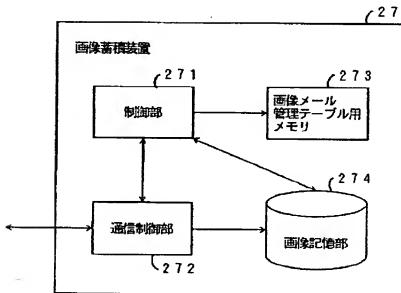 27
画像蓄積装置
271
273
制御部
画像メール
管理テーブル用
メモリ
274
通信制御部
画像記憶部
272